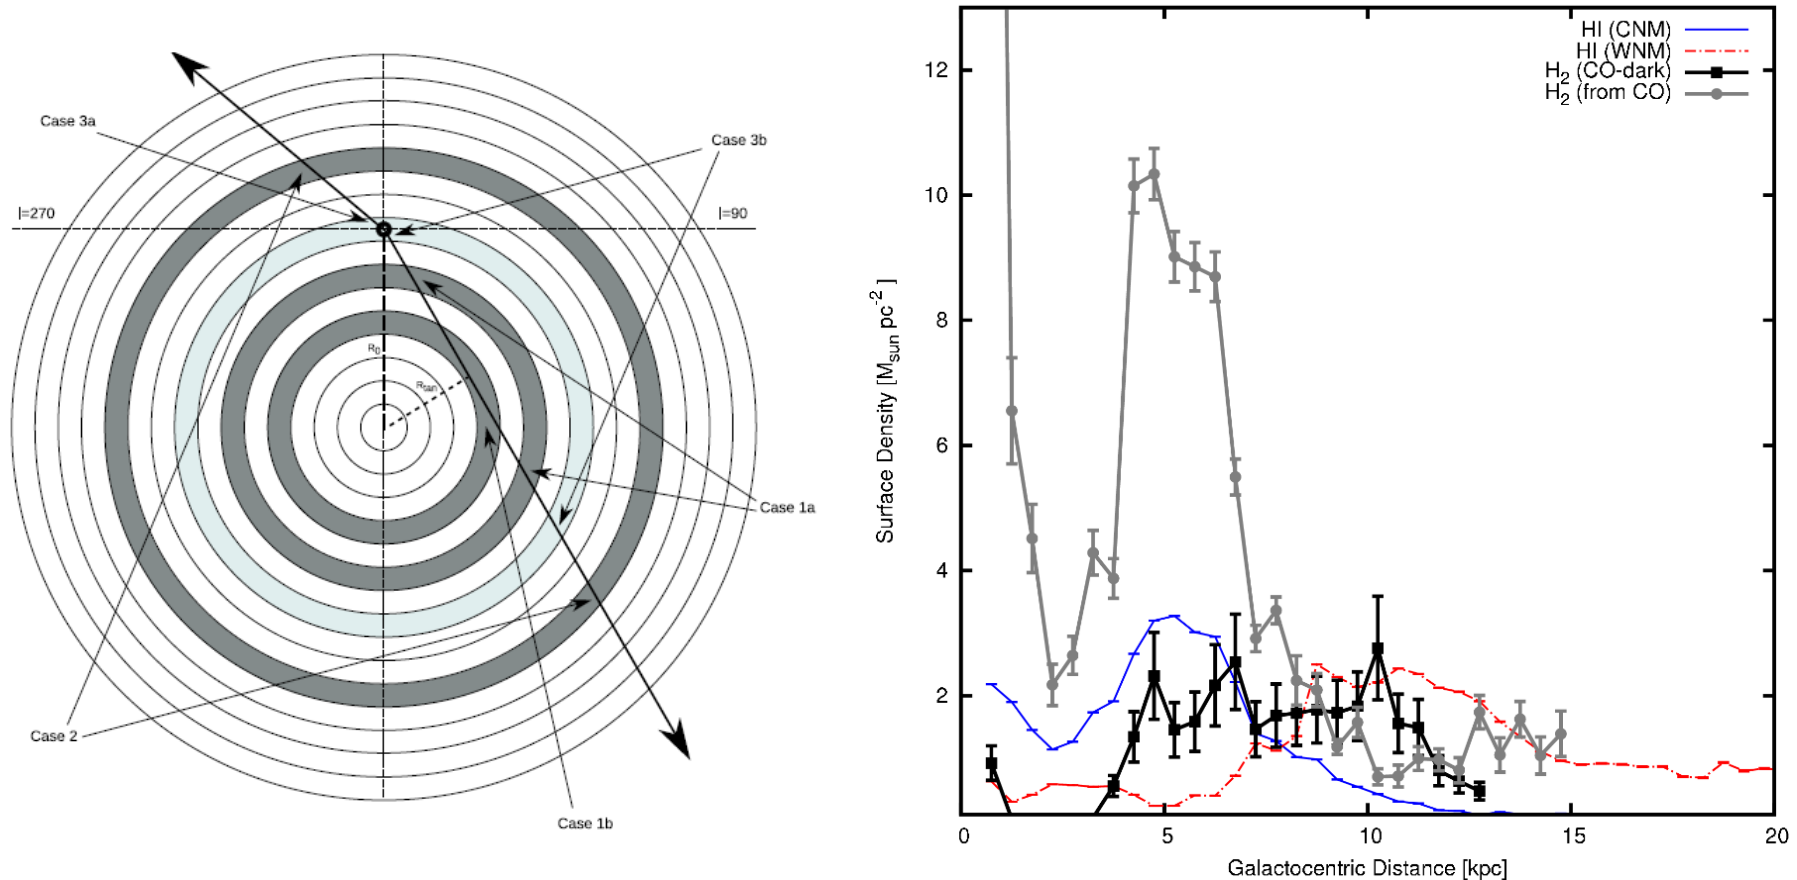 Case 3a
Case 3b
l=270
l=90
R0
Rtan
Case 1a
Case 2
Case 1b
HI (CNM)
HI (WNM)
H2 (CO-dark)
H2 (from CO)
12
10
8
6
4
2
Surface Density [Msun pc-2 ]
0
5
10
15
20
Galactocentric Distance [kpc]